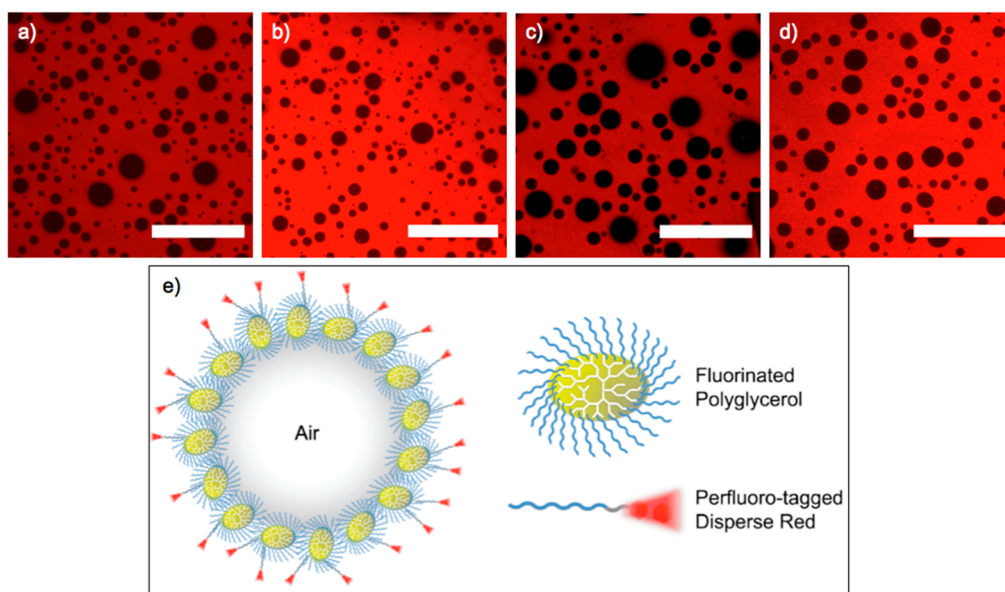 a)
b)
c)
d)
e)
Air
Fluorinated
Polyglycerol
Perfluoro-tagged
Disperse Red